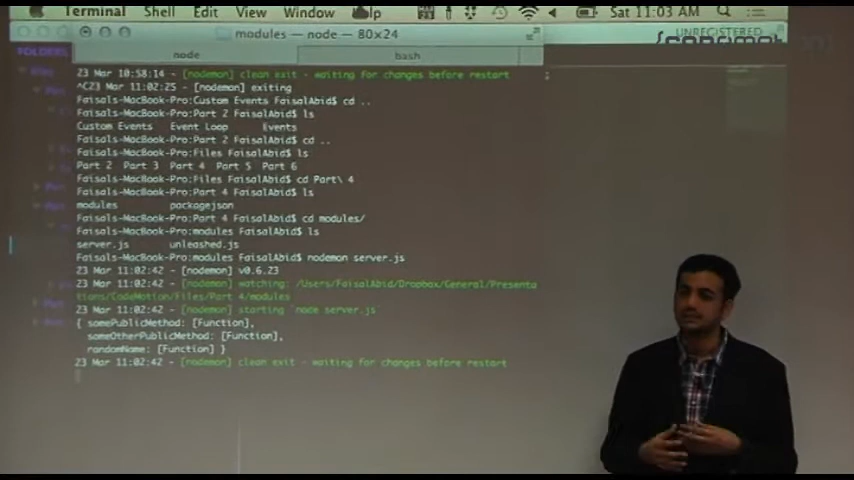 Terminal Shell Edit View Window Help Sat 11:03 AM
modules — node — 80x24
UNREGISTERED
FOLDERS
node bash
23 Mar 10:58:14 - [nodemon] clean exit - waiting for changes before restart
^C23 Mar 11:02:25 - [nodemon] exiting
Faisals-MacBook-Pro:Custom Events FaisalAbid$ cd ..
Faisals-MacBook-Pro:Part 2 FaisalAbid$ ls
Custom Events Event Loop Events
Faisals-MacBook-Pro:Part 2 FaisalAbid$ cd ..
Faisals-MacBook-Pro:Files FaisalAbid$ ls
Part 2 Part 3 Part 4 Part 5 Part 6
Faisals-MacBook-Pro:Files FaisalAbid$ cd Part\ 4
Faisals-MacBook-Pro:Part 4 FaisalAbid$ ls
modules packagejson
Faisals-MacBook-Pro:Part 4 FaisalAbid$ cd modules/
Faisals-MacBook-Pro:modules FaisalAbid$ ls
server.js unleashed.js
Faisals-MacBook-Pro:modules FaisalAbid$ nodemon server.js
23 Mar 11:02:42 - [nodemon] v0.6.23
23 Mar 11:02:42 - [nodemon] watching: /Users/FaisalAbid/Dropbox/General/Presenta
tions/CodeMotion/Files/Part 4/modules
23 Mar 11:02:42 - [nodemon] starting `node server.js`
{ somePublicMethod: [Function],
someOtherPublicMethod: [Function],
randomName: [Function] }
23 Mar 11:02:42 - [nodemon] clean exit - waiting for changes before restart